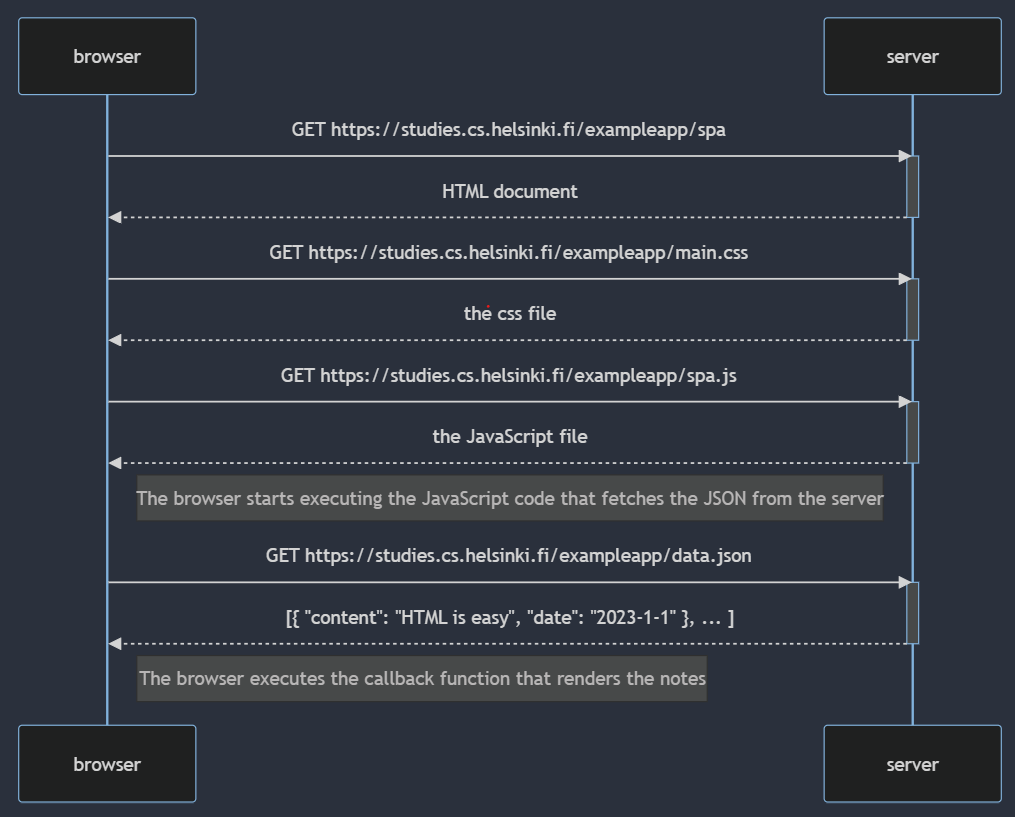 browser
server
GET https://studies.cs.helsinki.fi/exampleapp/spa
HTML document
GET https://studies.cs.helsinki.fi/exampleapp/main.css
the css file
GET https://studies.cs.helsinki.fi/exampleapp/spa.js
the JavaScript file
The browser starts executing the JavaScript code that fetches the JSON from the server
GET https://studies.cs.helsinki.fi/exampleapp/data.json
[{ "content": "HTML is easy", "date": "2023-1-1" }, ... ]
The browser executes the callback function that renders the notes
browser
server